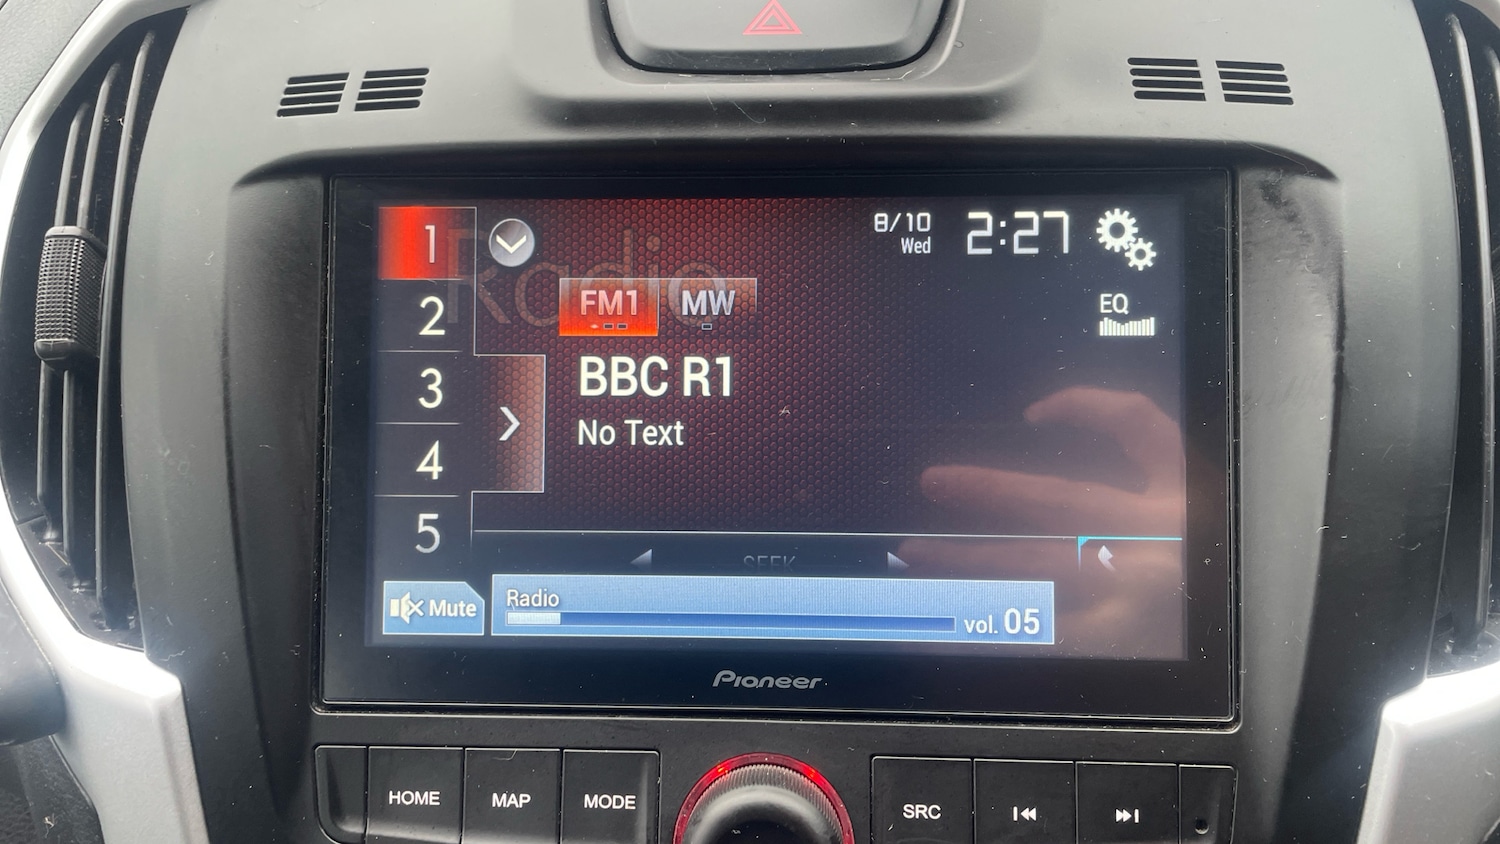 Radio
1
2
3
4
5
8/10
Wed
2:27
FM1
MW
EQ
BBC R1
No Text
SEEK
Mute
Radio
vol. 05
Pioneer
HOME
MAP
MODE
SRC